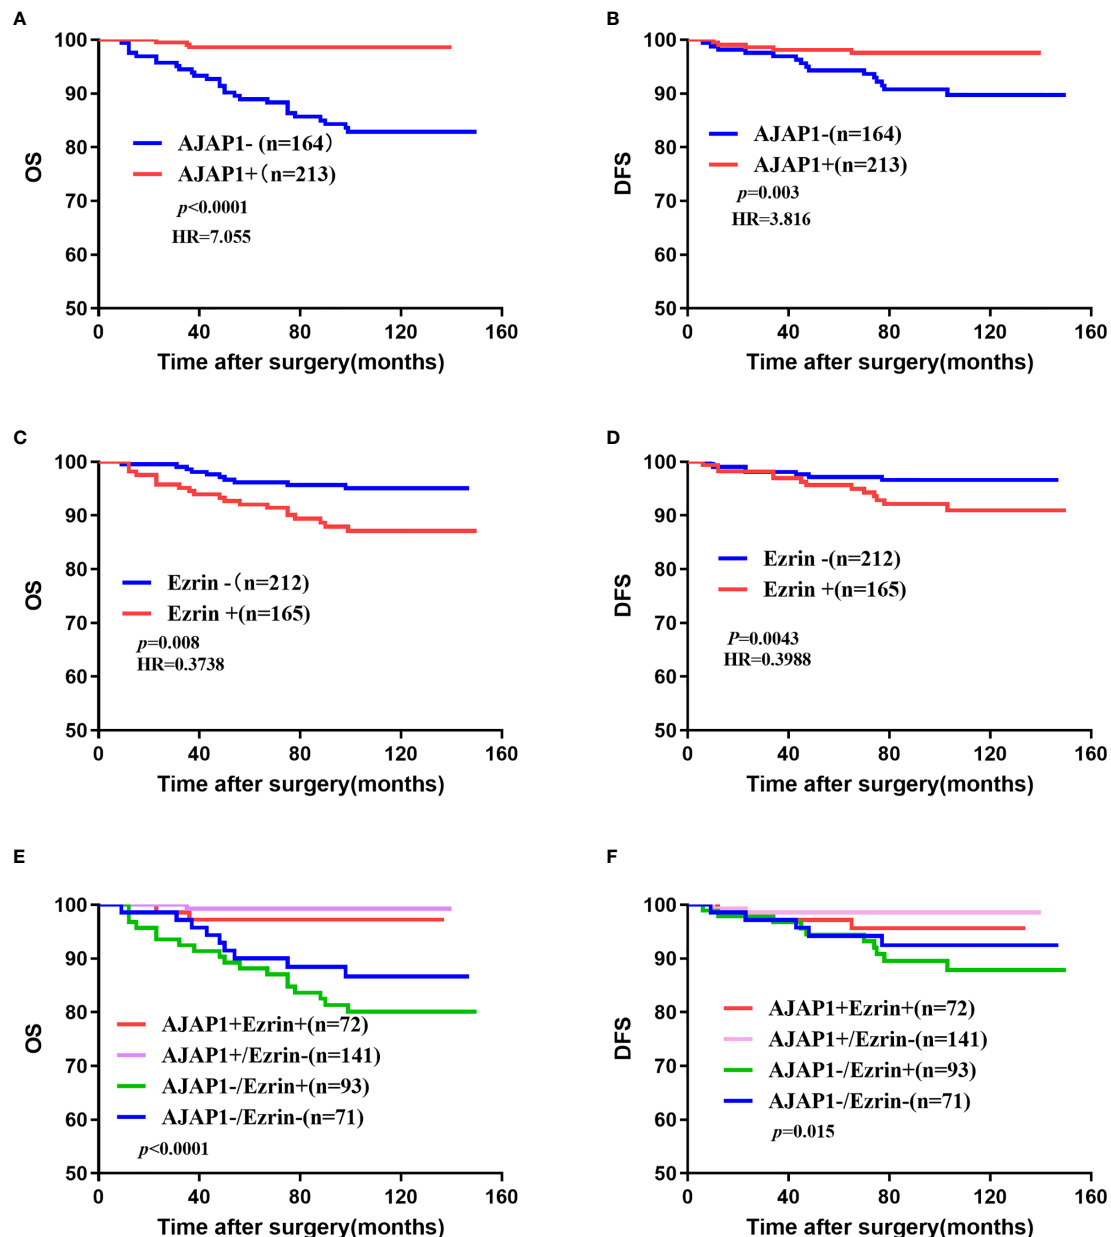 A
100
90
80
70
60
50
OS
AJAP1- (n=164)
AJAP1+(n=213)
p<0.0001
HR=7.055
0 40 80 120 160
Time after surgery(months)
B
100
90
80
70
60
50
DFS
AJAP1-(n=164)
AJAP1+(n=213)
p=0.003
HR=3.816
0 40 80 120 160
Time after surgery(months)
C
100
90
80
70
60
50
OS
Ezrin -(n=212)
Ezrin +(n=165)
p=0.008
HR=0.3738
0 40 80 120 160
Time after surgery(months)
D
100
90
80
70
60
50
DFS
Ezrin -(n=212)
Ezrin +(n=165)
P=0.0043
HR=0.3988
0 40 80 120 160
Time after surgery(months)
E
100
90
80
70
60
50
OS
AJAP1+Ezrin+(n=72)
AJAP1+/Ezrin-(n=141)
AJAP1-/Ezrin+(n=93)
AJAP1-/Ezrin-(n=71)
p<0.0001
0 40 80 120 160
Time after surgery(months)
F
100
90
80
70
60
50
DFS
AJAP1+Ezrin+(n=72)
AJAP1+/Ezrin-(n=141)
AJAP1-/Ezrin+(n=93)
AJAP1-/Ezrin-(n=71)
p=0.015
0 40 80 120 160
Time after surgery(months)